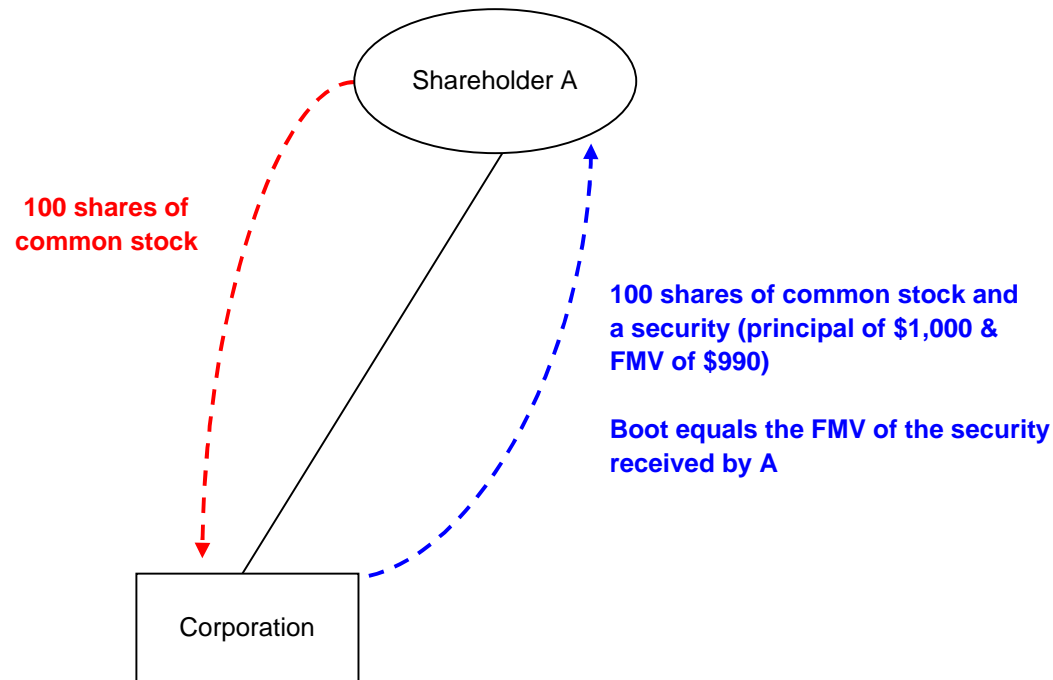 Shareholder A
100 shares of
common stock
100 shares of common stock and
a security (principal of $1,000 &
FMV of $990)
Boot equals the FMV of the security
received by A
Corporation